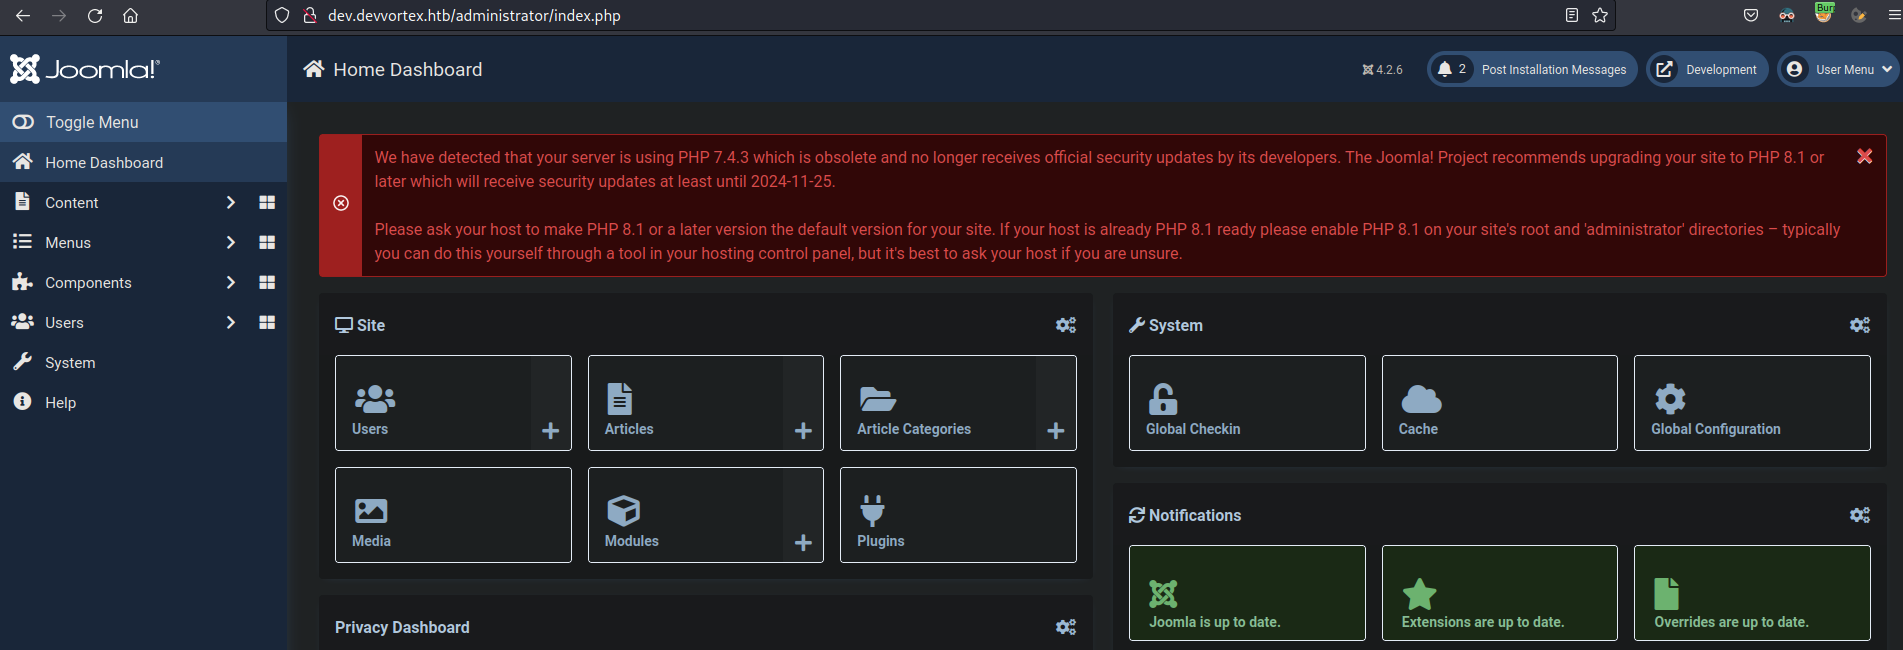 dev.devvortex.htb/administrator/index.php
Burp
Joomla!®
Home Dashboard
4.2.6
2
Post Installation Messages
Development
User Menu
Toggle Menu
Home Dashboard
Content
Menus
Components
Users
System
Help
We have detected that your server is using PHP 7.4.3 which is obsolete and no longer receives official security updates by its developers. The Joomla! Project recommends upgrading your site to PHP 8.1 or
later which will receive security updates at least until 2024-11-25.
Please ask your host to make PHP 8.1 or a later version the default version for your site. If your host is already PHP 8.1 ready please enable PHP 8.1 on your site's root and 'administrator' directories – typically
you can do this yourself through a tool in your hosting control panel, but it's best to ask your host if you are unsure.
Site
Users
Articles
Article Categories
Media
Modules
Plugins
Privacy Dashboard
System
Global Checkin
Cache
Global Configuration
Notifications
Joomla is up to date.
Extensions are up to date.
Overrides are up to date.